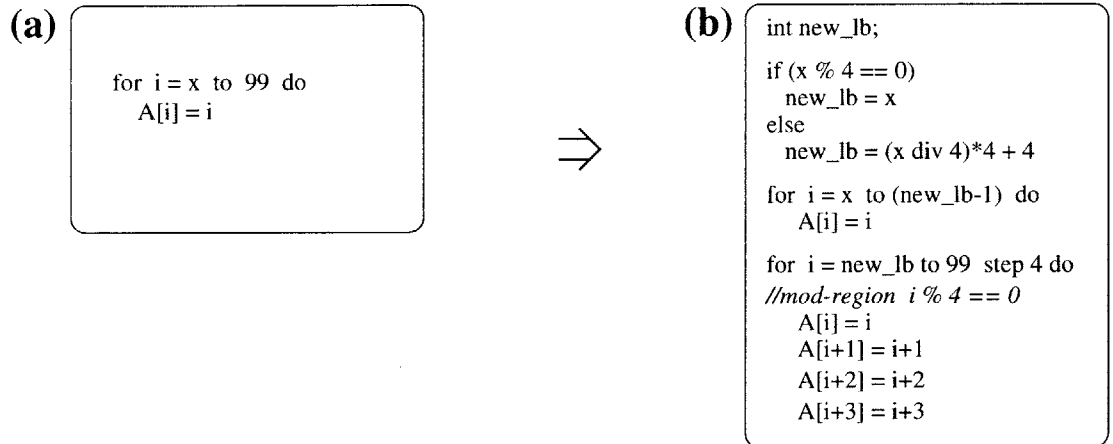 (a)
for i = x to 99 do
A[i] = i
⇒
(b)
int new_lb;
if (x % 4 == 0)
new_lb = x
else
new_lb = (x div 4)*4 + 4
for i = x to (new_lb-1) do
A[i] = i
for i = new_lb to 99 step 4 do
//mod-region i % 4 == 0
A[i] = i
A[i+1] = i+1
A[i+2] = i+2
A[i+3] = i+3